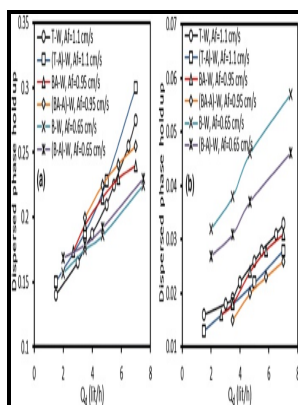 0.35
0.3
0.25
0.2
0.15
0.1
Dispersed phase hold up
T-W, Af=1.1 cm/s
(T-A)-W, Af=1.1 cm/s
BA-W, Af=0.95 cm/s
(BA-A)-W, Af=0.95 cm/s
B-W, Af=0.65 cm/s
(B-A)-W, Af=0.65 cm/s
(a)
0 2 4 6 8
Qd (lit/h)
0.07
0.06
0.05
0.04
0.03
0.02
0.01
Dispersed phase hold up
T-W, Af=1.1 cm/s
(T-A)-W, Af=1.1 cm/s
BA-W, Af=0.95 cm/s
(BA-A)-W, Af=0.95 cm/s
B-W, Af=0.65 cm/s
(B-A)-W, Af=0.65 cm/s
(b)
0 2 4 6 8
Qd (lit/h)